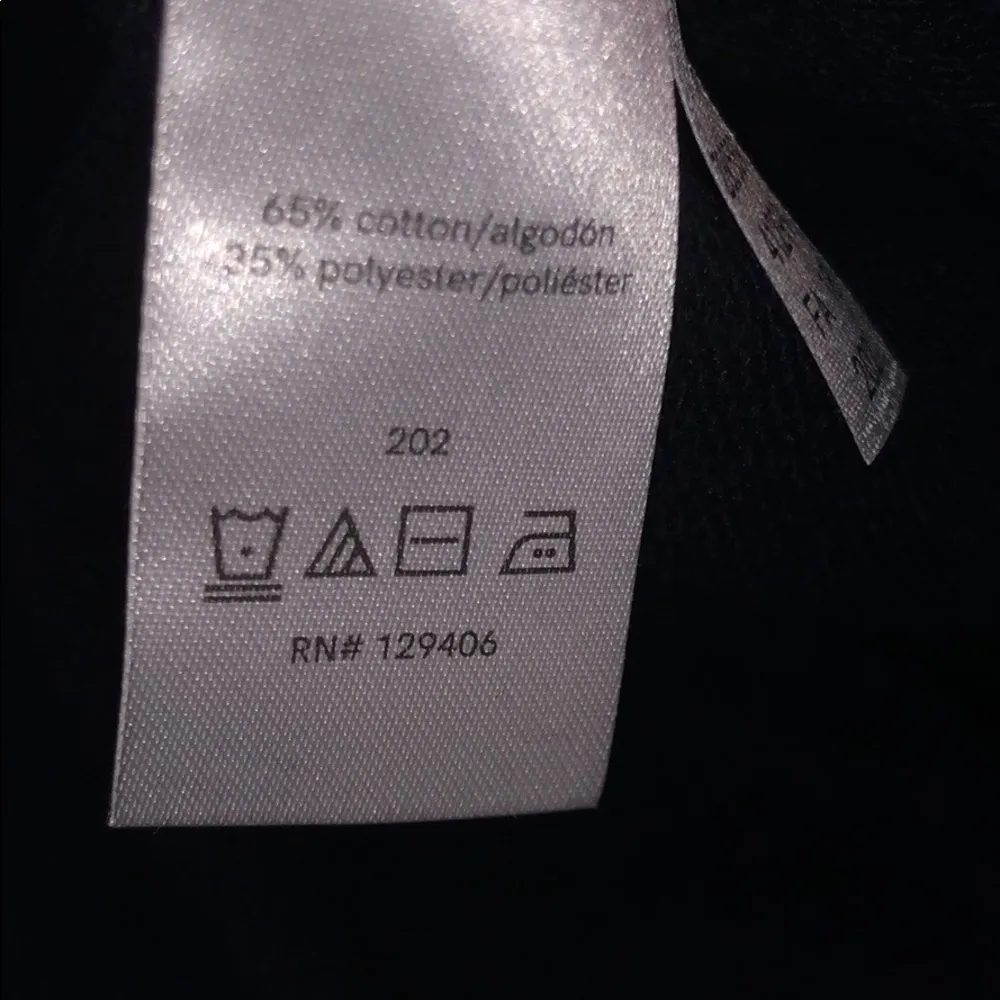 65% cotton/algodón
35% polyester/poliéster
202
RN# 129406